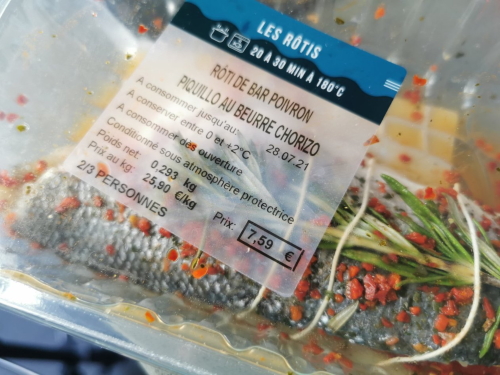 LES RÔTIS
20 À 30 MIN À 180°C
RÔTI DE BAR POIVRON
PIQUILLO AU BEURRE CHORIZO
A consommer jusqu'au: 28.07.21
A conserver entre 0 et +2°C
A consommer dès ouverture
Conditionné sous atmosphère protectrice
Poids net: 0,293 kg
Prix au kg: 25,90 €/kg
2/3 PERSONNES
Prix: 7,59 €